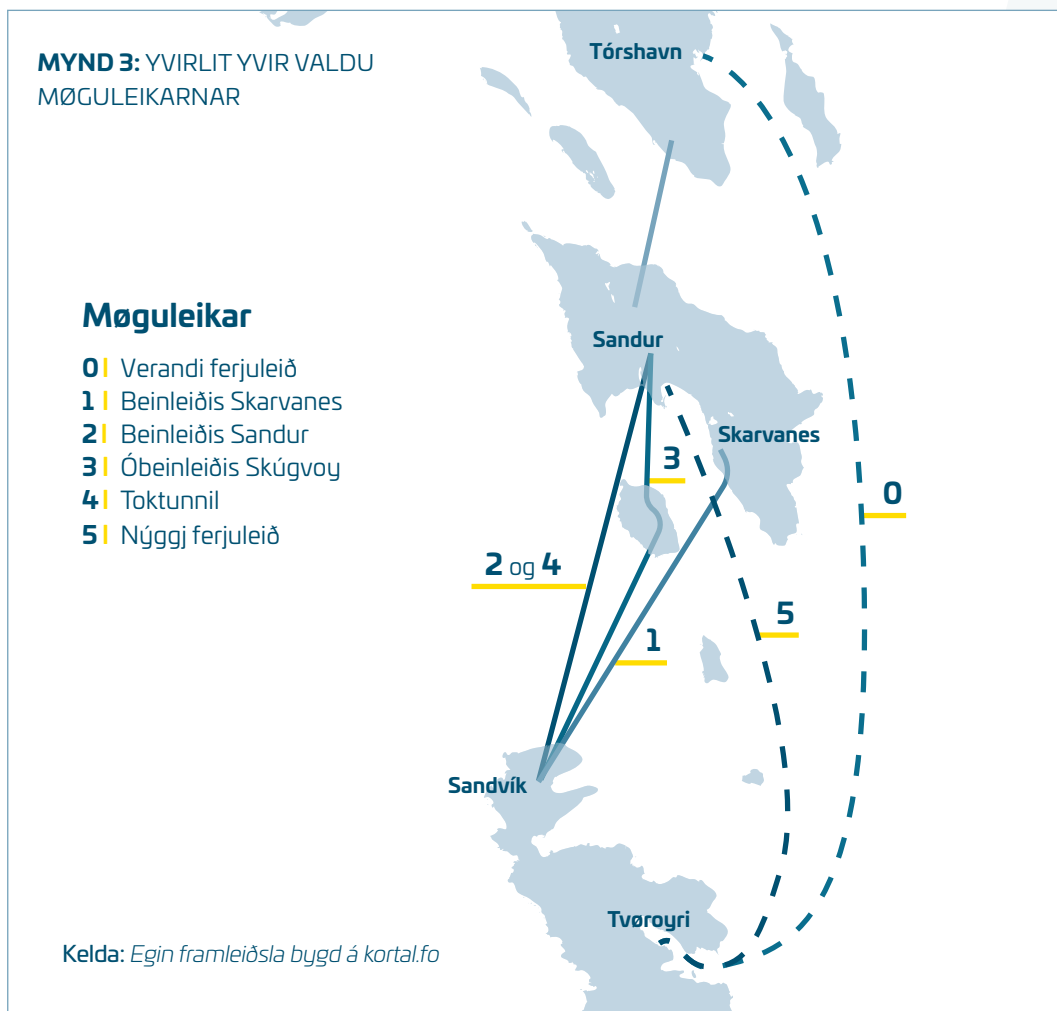 MYND 3: YVIRLIT YVIR VALDU
MØGULEIKARNAR
Tórshavn
Møguleikar
0 | Verandi ferjuleið
1 | Beinleiðis Skarvanes
2 | Beinleiðis Sandur
3 | Óbeinleiðis Skúgvoy
4 | Toktunnil
5 | Nýggj ferjuleið
Sandur
Skarvanes
3
0
2 og 4
5
1
Sandvík
Tvøroyri
Kelda: Egin framleiðsla bygd á kortal.fo